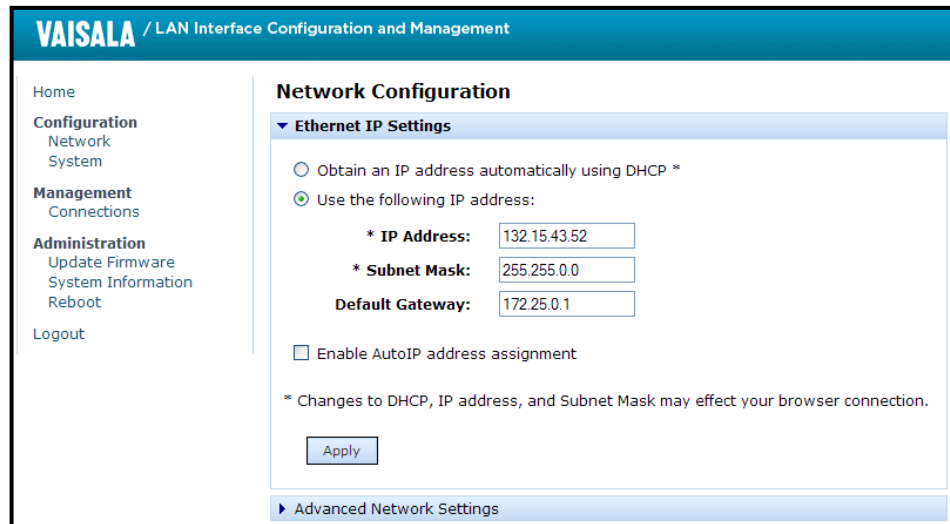 VAISALA / LAN Interface Configuration and Management
Home
Configuration
Network
System
Management
Connections
Administration
Update Firmware
System Information
Reboot
Logout
Network Configuration
Ethernet IP Settings
Obtain an IP address automatically using DHCP *
Use the following IP address:
* IP Address: 132.15.43.52
* Subnet Mask: 255.255.0.0
Default Gateway: 172.25.0.1
Enable AutoIP address assignment
* Changes to DHCP, IP address, and Subnet Mask may effect your browser connection.
Apply
Advanced Network Settings